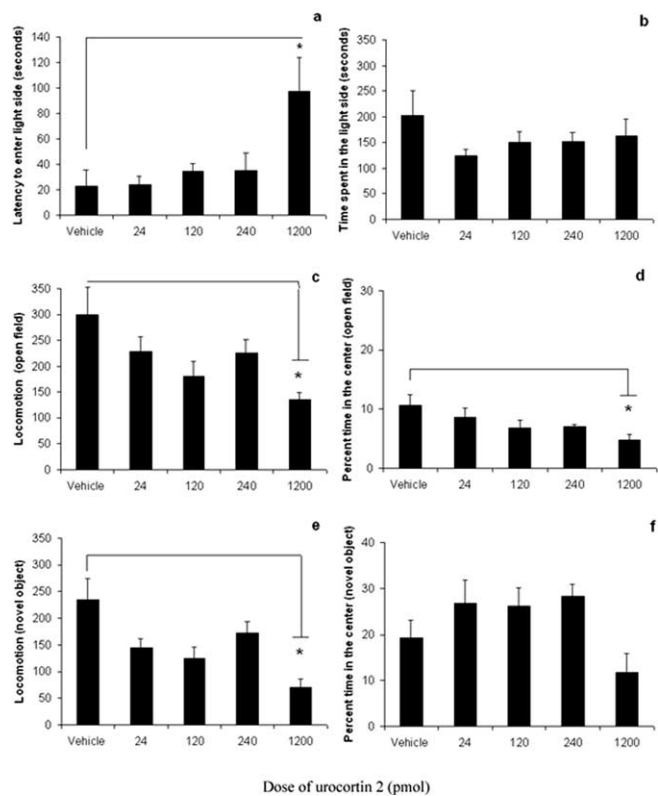 a
Latency to enter light side (seconds)
140
120
100
80
60
40
20
0
*
Vehicle 24 120 240 1200
b
Time spent in the light side (seconds)
350
300
250
200
150
100
50
0
Vehicle 24 120 240 1200
c
Locomotion (open field)
350
300
250
200
150
100
50
0
*
Vehicle 24 120 240 1200
d
Percent time in the center (open field)
30
20
10
0
*
Vehicle 24 120 240 1200
e
Locomotion (novel object)
350
300
250
200
150
100
50
0
*
Vehicle 24 120 240 1200
f
Percent time in the center (novel object)
40
30
20
10
0
Vehicle 24 120 240 1200
Dose of urocortin 2 (pmol)